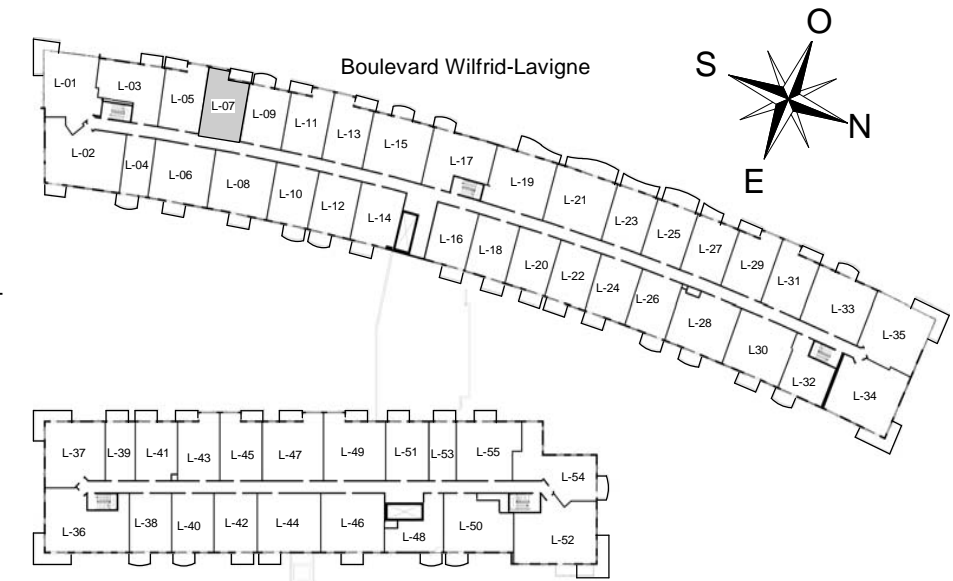 Boulevard Wilfrid-Lavigne
O
S
N
E
L-01
L-03
L-05
L-07
L-09
L-11
L-13
L-15
L-17
L-19
L-21
L-23
L-25
L-27
L-29
L-31
L-33
L-35
L-02
L-04
L-06
L-08
L-10
L-12
L-14
L-16
L-18
L-20
L-22
L-24
L-26
L-28
L30
L-32
L-34
L-37
L-39
L-41
L-43
L-45
L-47
L-49
L-51
L-53
L-55
L-54
L-36
L-38
L-40
L-42
L-44
L-46
L-48
L-50
L-52